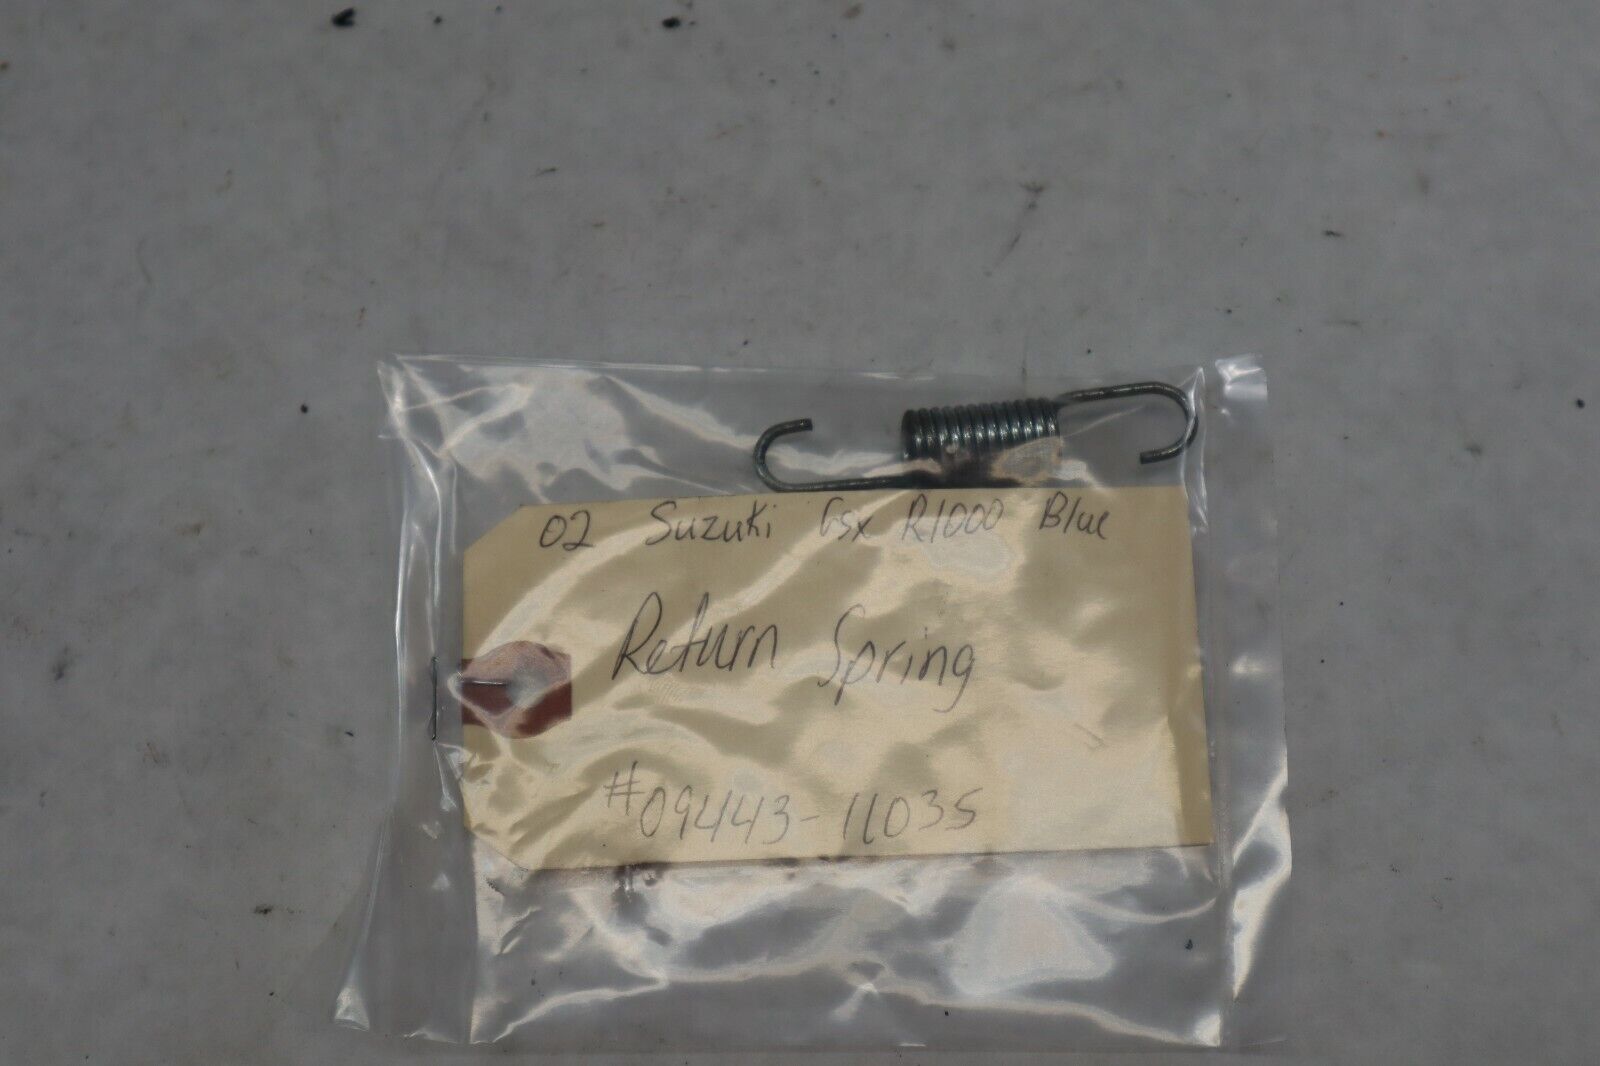 02 Suzuki Gsx R1000 Blue
Return Spring
#09443-11035